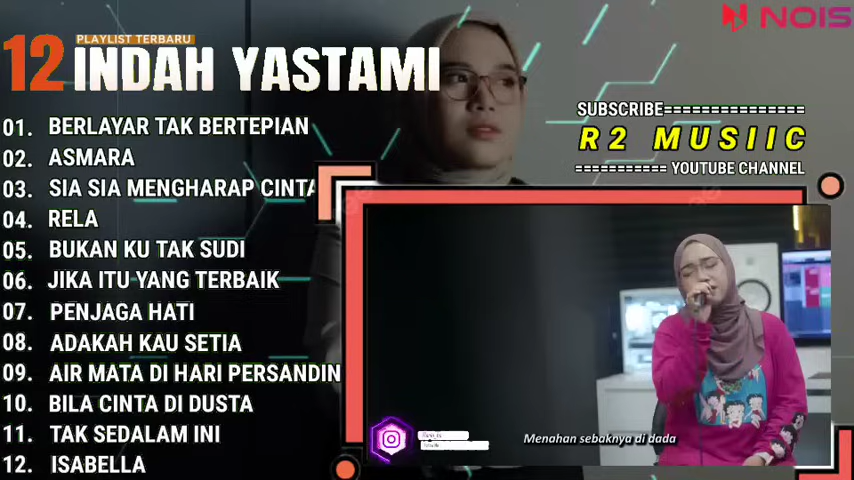 PLAYLIST TERBARU
12 INDAH YASTAMI
01. BERLAYAR TAK BERTEPIAN
02. ASMARA
03. SIA SIA MENGHARAP CINTA
04. RELA
05. BUKAN KU TAK SUDI
06. JIKA ITU YANG TERBAIK
07. PENJAGA HATI
08. ADAKAH KAU SETIA
09. AIR MATA DI HARI PERSANDIN
10. BILA CINTA DI DUSTA
11. TAK SEDALAM INI
12. ISABELLA
NOIS
SUBSCRIBE===============
R2 MUSIIC
=========== YOUTUBE CHANNEL
Menahan sebaknya di dada